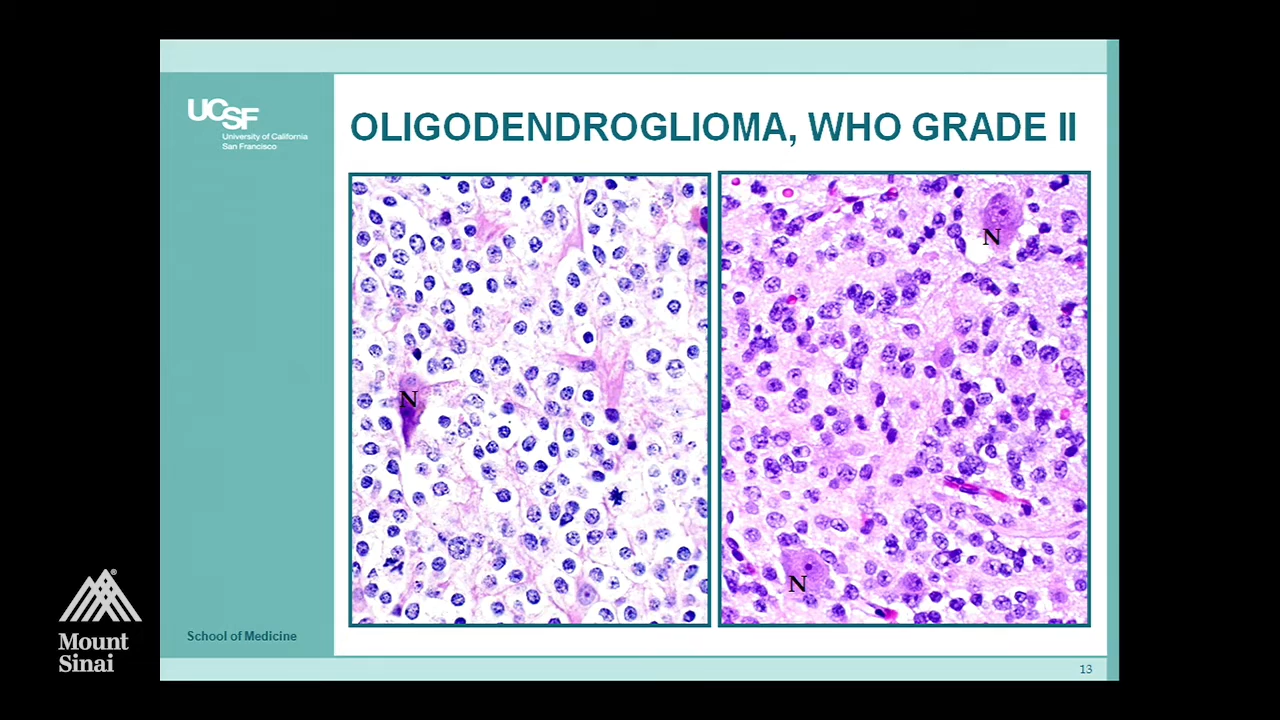 UCSF
University of California
San Francisco
OLIGODENDROGLIOMA, WHO GRADE II
N
N
N
School of Medicine
Mount
Sinai
13